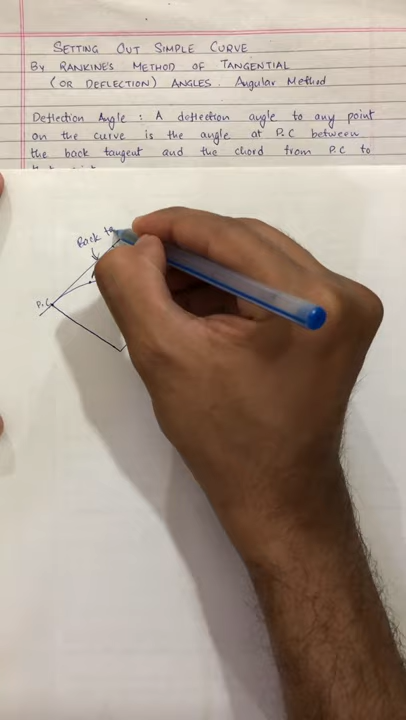 SETTING OUT SIMPLE CURVE
BY RANKINE'S METHOD OF TANGENTIAL
(OR DEFLECTION) ANGLES. Angular Method
Deflection Angle : A deflection angle to any point
on the curve is the angle at P.C between
the back tangent and the chord from P.C to
Back
P.C